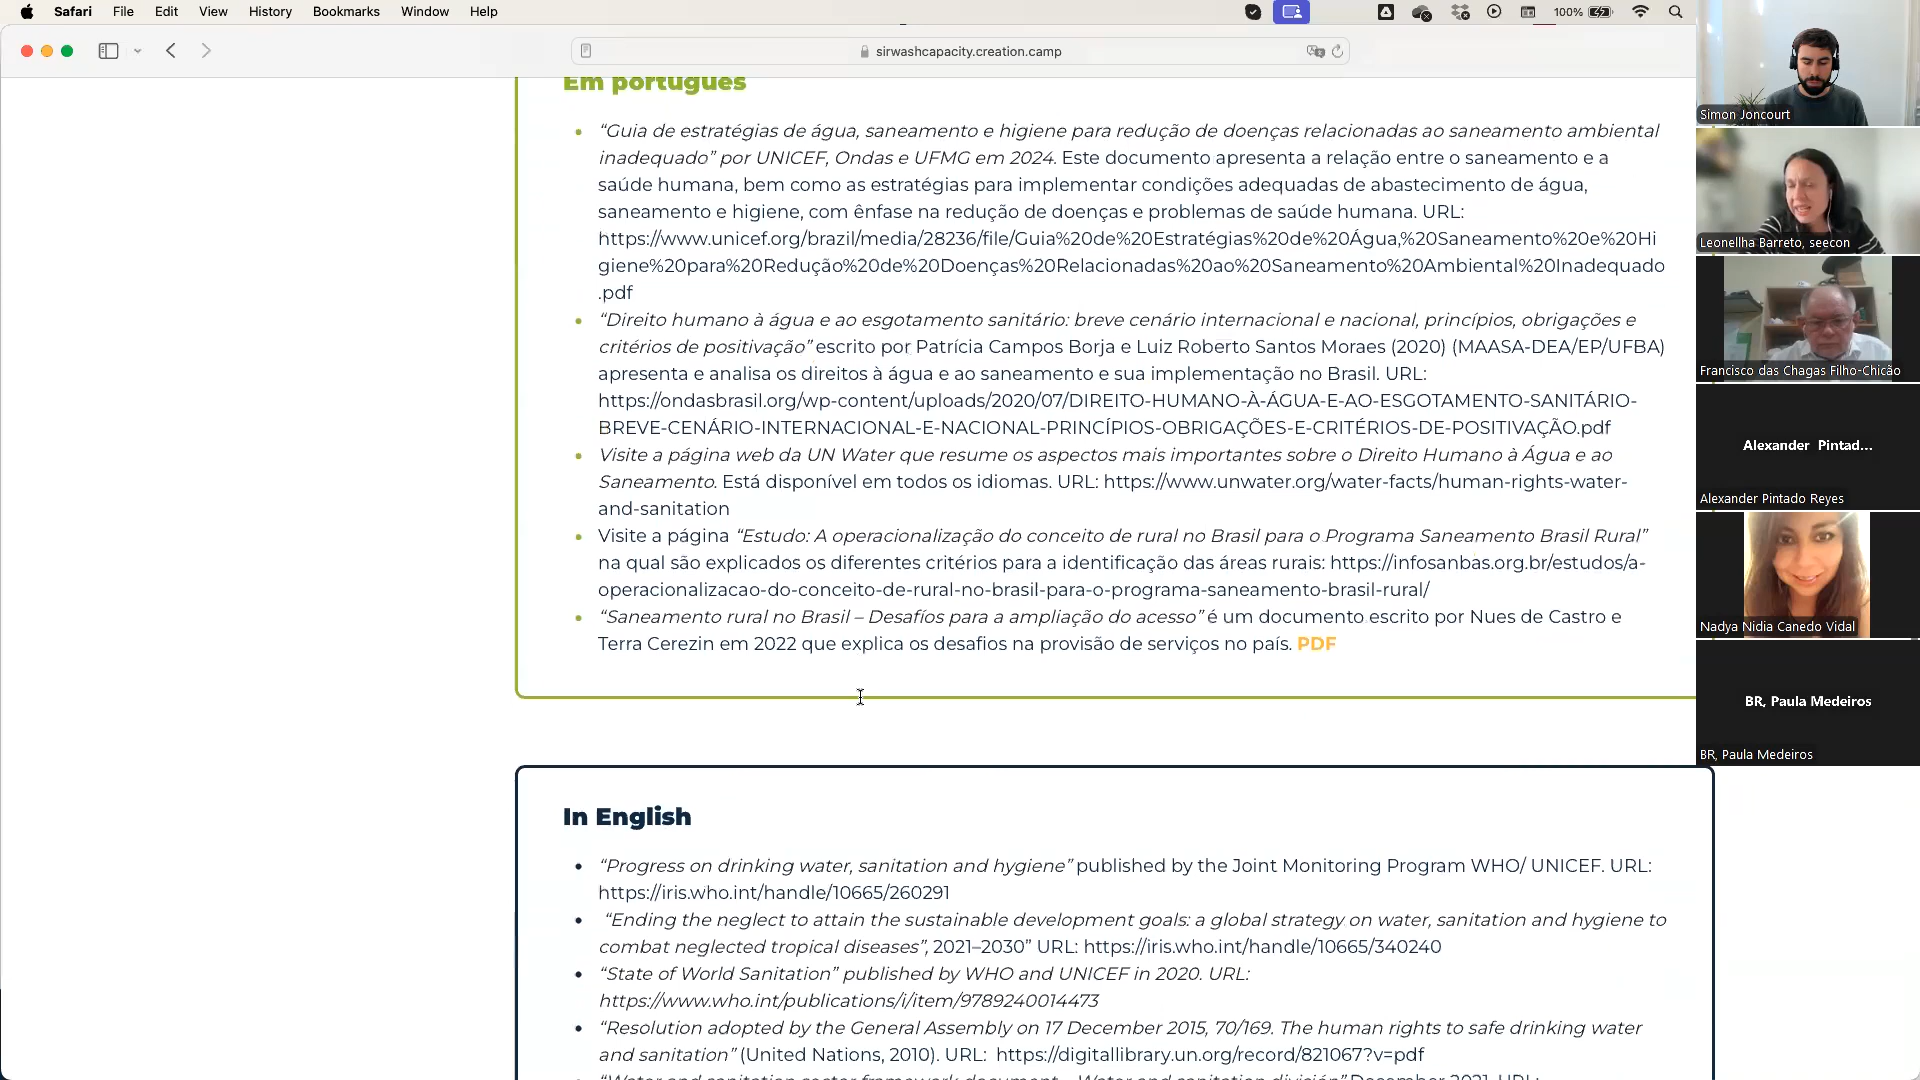 Safari File Edit View History Bookmarks Window Help
100%
sirwashcapacity.creation.camp
Em português
“Guia de estratégias de água, saneamento e higiene para redução de doenças relacionadas ao saneamento ambiental
inadequado” por UNICEF, Ondas e UFMG em 2024. Este documento apresenta a relação entre o saneamento e a
saúde humana, bem como as estratégias para implementar condições adequadas de abastecimento de água,
saneamento e higiene, com ênfase na redução de doenças e problemas de saúde humana. URL:
https://www.unicef.org/brazil/media/28236/file/Guia%20de%20Estratégias%20de%20Água,%20Saneamento%20e%20Hi
giene%20para%20Redução%20de%20Doenças%20Relacionadas%20ao%20Saneamento%20Ambiental%20Inadequado
.pdf
“Direito humano à água e ao esgotamento sanitário: breve cenário internacional e nacional, princípios, obrigações e
critérios de positivação” escrito por Patrícia Campos Borja e Luiz Roberto Santos Moraes (2020) (MAASA-DEA/EP/UFBA)
apresenta e analisa os direitos à água e ao saneamento e sua implementação no Brasil. URL:
https://ondasbrasil.org/wp-content/uploads/2020/07/DIREITO-HUMANO-À-ÁGUA-E-AO-ESGOTAMENTO-SANITÁRIO-
BREVE-CENÁRIO-INTERNACIONAL-E-NACIONAL-PRINCÍPIOS-OBRIGAÇÕES-E-CRITÉRIOS-DE-POSITIVAÇÃO.pdf
Visite a página web da UN Water que resume os aspectos mais importantes sobre o Direito Humano à Água e ao
Saneamento. Está disponível em todos os idiomas. URL: https://www.unwater.org/water-facts/human-rights-water-
and-sanitation
Visite a página “Estudo: A operacionalização do conceito de rural no Brasil para o Programa Saneamento Brasil Rural”
na qual são explicados os diferentes critérios para a identificação das áreas rurais: https://infosanbas.org.br/estudos/a-
operacionalizacao-do-conceito-de-rural-no-brasil-para-o-programa-saneamento-brasil-rural/
“Saneamento rural no Brasil – Desafios para a ampliação do acesso” é um documento escrito por Nues de Castro e
Terra Cerezin em 2022 que explica os desafios na provisão de serviços no país. PDF
In English
“Progress on drinking water, sanitation and hygiene” published by the Joint Monitoring Program WHO/ UNICEF. URL:
https://iris.who.int/handle/10665/260291
“Ending the neglect to attain the sustainable development goals: a global strategy on water, sanitation and hygiene to
combat neglected tropical diseases”, 2021–2030” URL: https://iris.who.int/handle/10665/340240
“State of World Sanitation” published by WHO and UNICEF in 2020. URL:
https://www.who.int/publications/i/item/9789240014473
“Resolution adopted by the General Assembly on 17 December 2015, 70/169. The human rights to safe drinking water
and sanitation” (United Nations, 2010). URL: https://digitallibrary.un.org/record/821067?v=pdf
“Water and sanitation sector framework document – Water and sanitation división” December 2021. URL:
Simon Joncourt
Leonellha Barreto, seecon
Francisco das Chagas Filho-Chicão
Alexander Pintad...
Alexander Pintado Reyes
Nadya Nidia Canedo Vidal
BR, Paula Medeiros
BR, Paula Medeiros